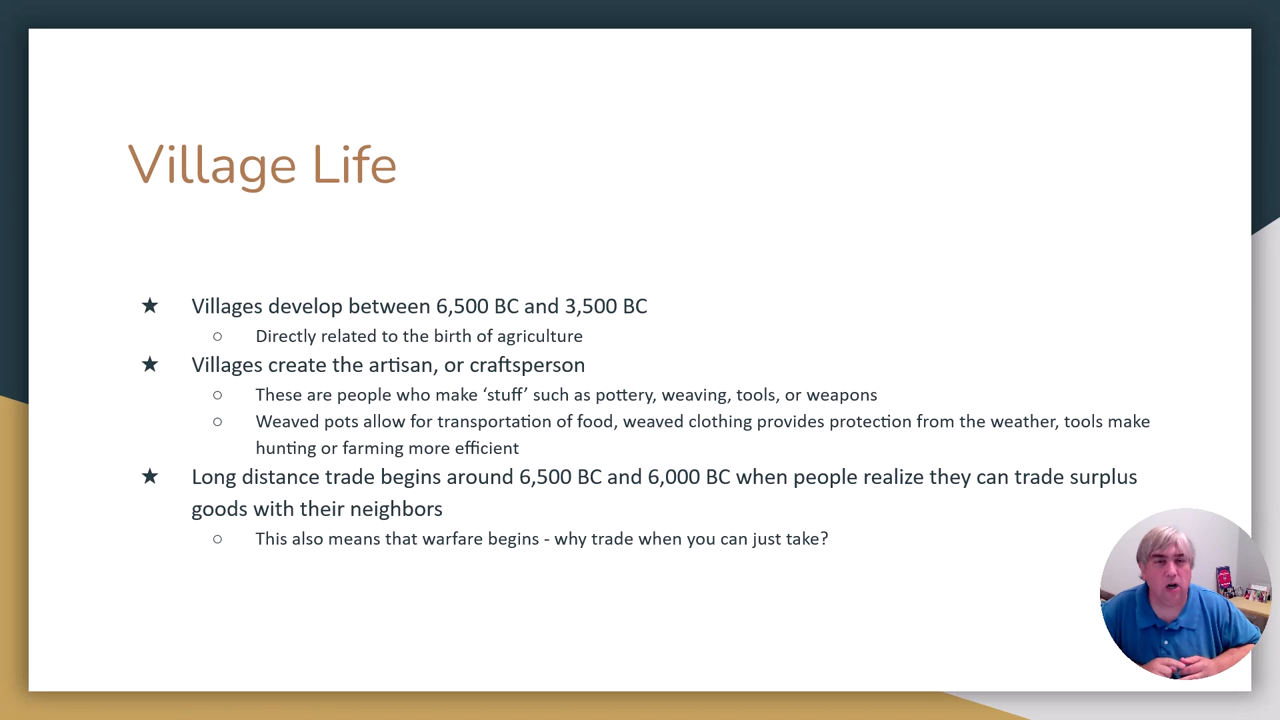 Village Life
★ Villages develop between 6,500 BC and 3,500 BC
○ Directly related to the birth of agriculture
★ Villages create the artisan, or craftsperson
○ These are people who make ‘stuff’ such as pottery, weaving, tools, or weapons
○ Weaved pots allow for transportation of food, weaved clothing provides protection from the weather, tools make
hunting or farming more efficient
★ Long distance trade begins around 6,500 BC and 6,000 BC when people realize they can trade surplus
goods with their neighbors
○ This also means that warfare begins - why trade when you can just take?